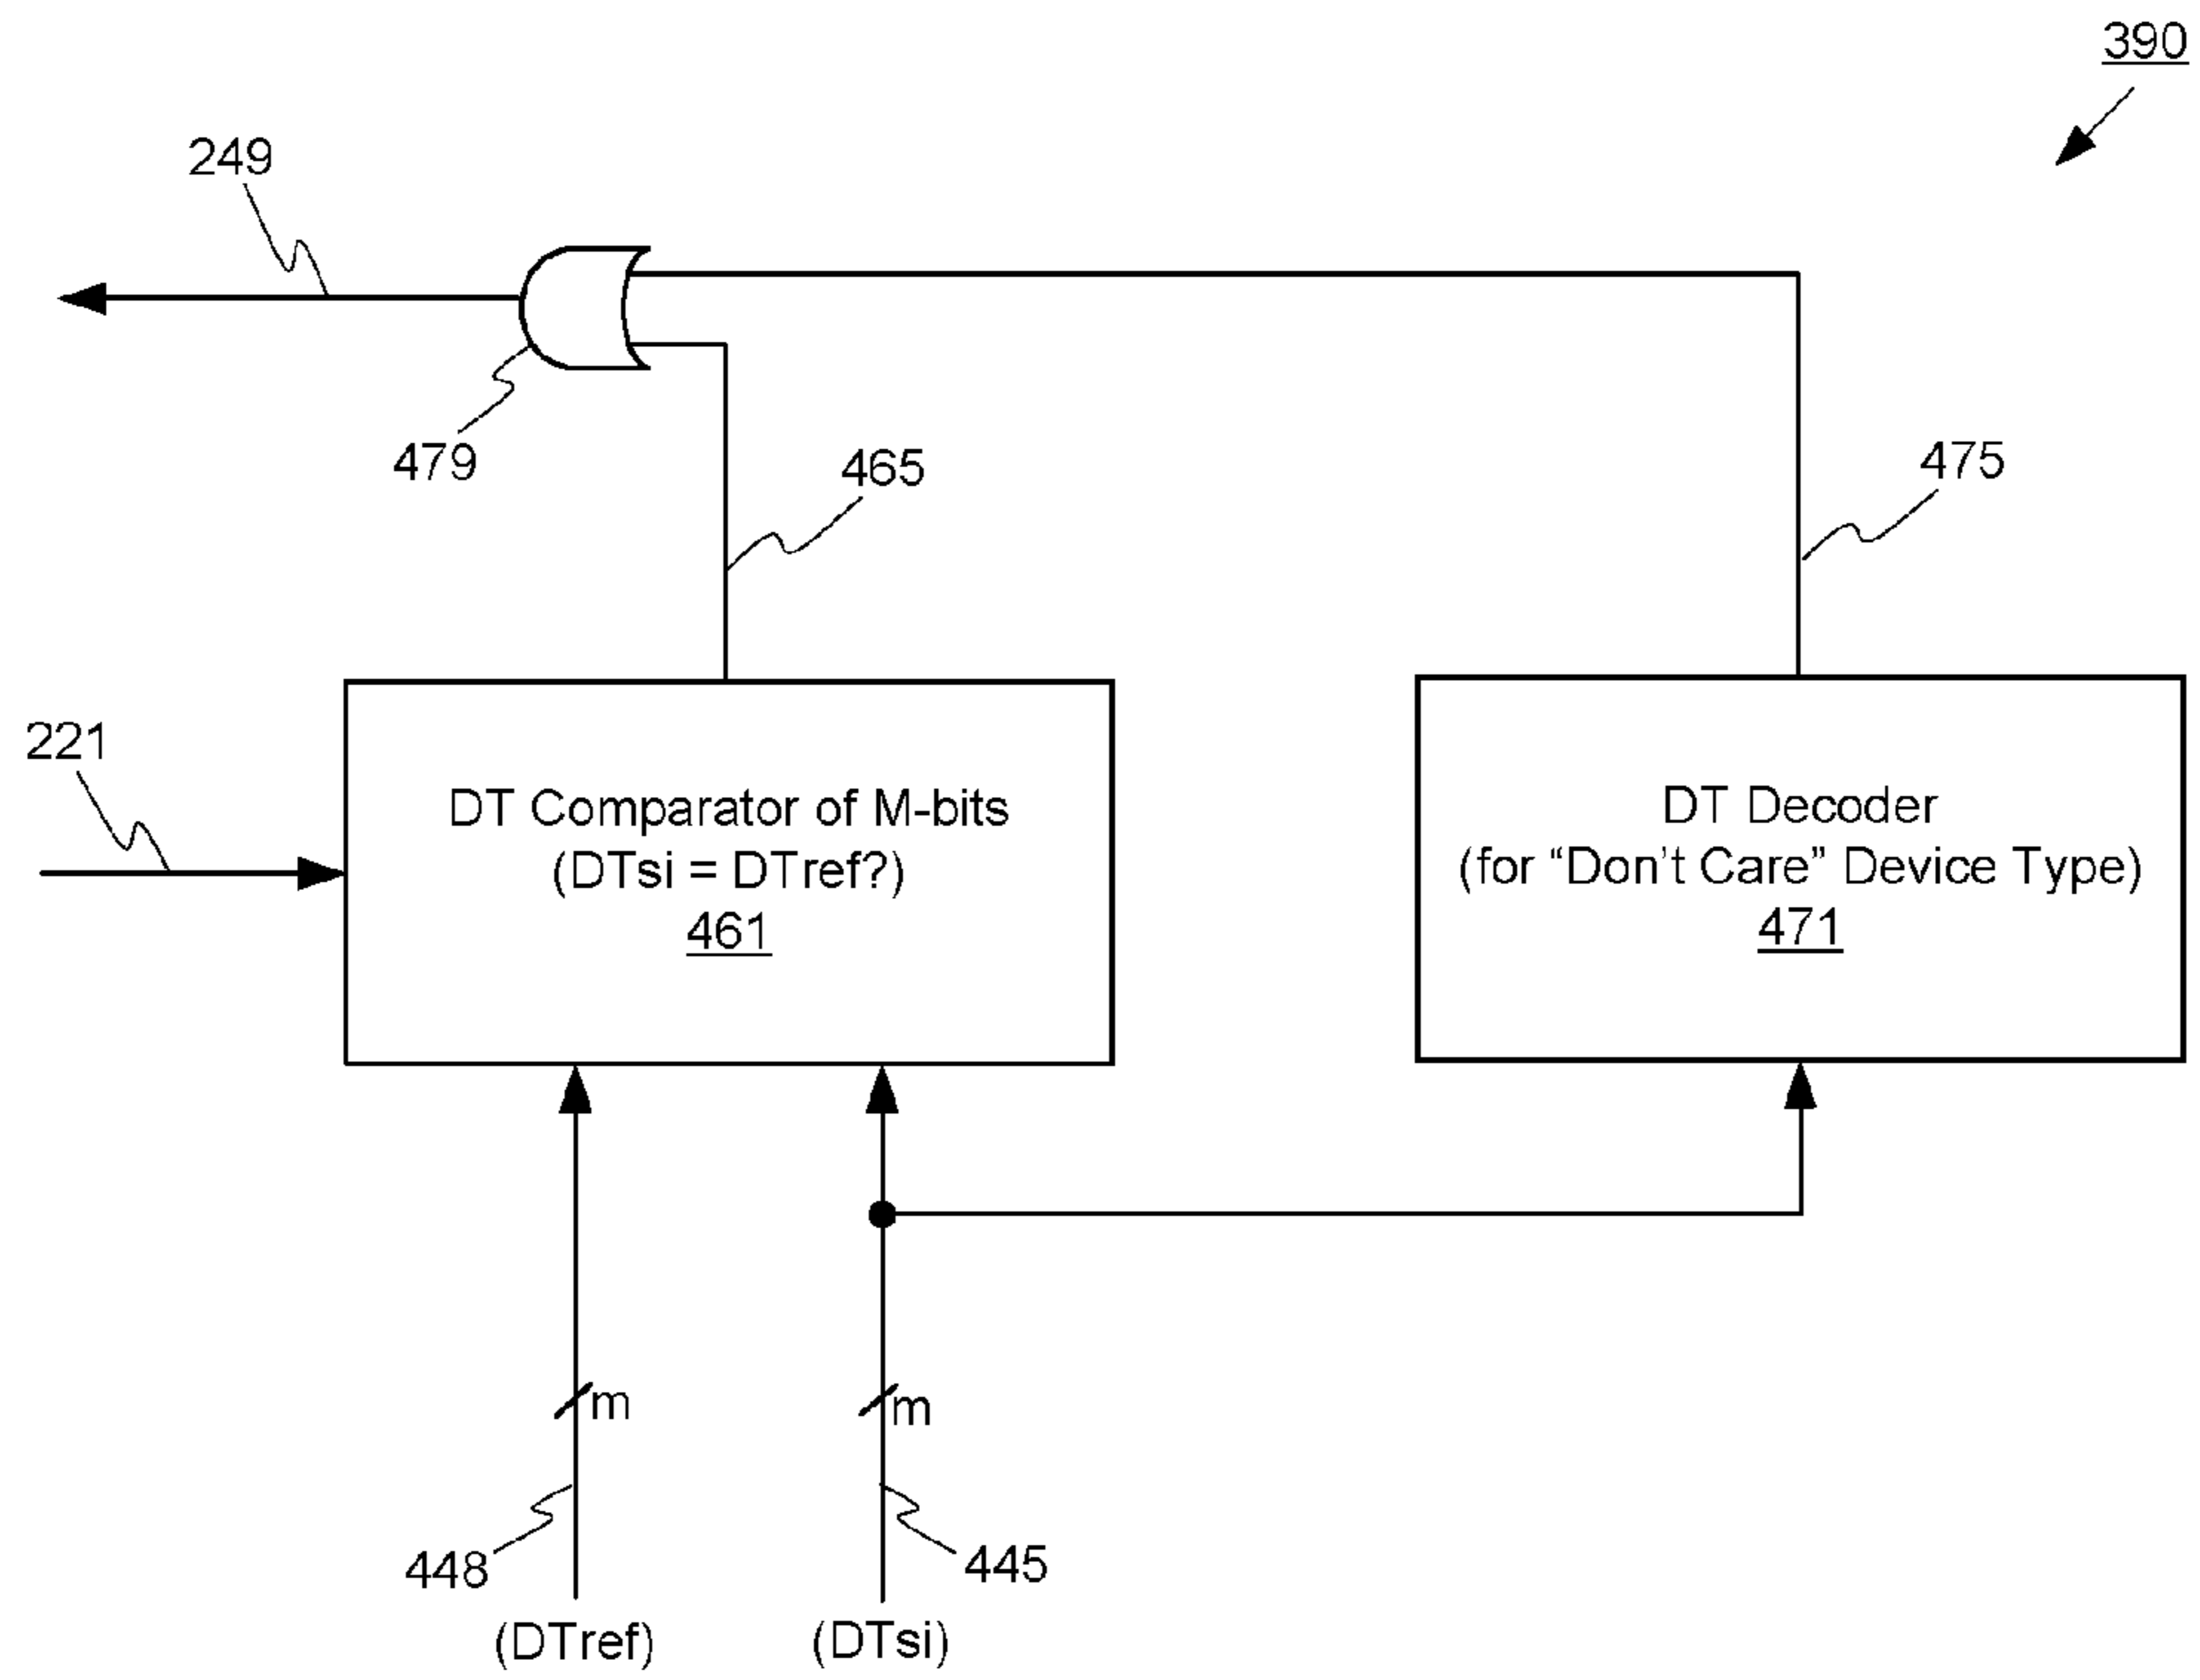 390
249
479
465
475
221
DT Comparator of M-bits
(DTsi = DTref?)
461
DT Decoder
(for “Don’t Care” Device Type)
471
m
m
448
445
(DTref)
(DTsi)